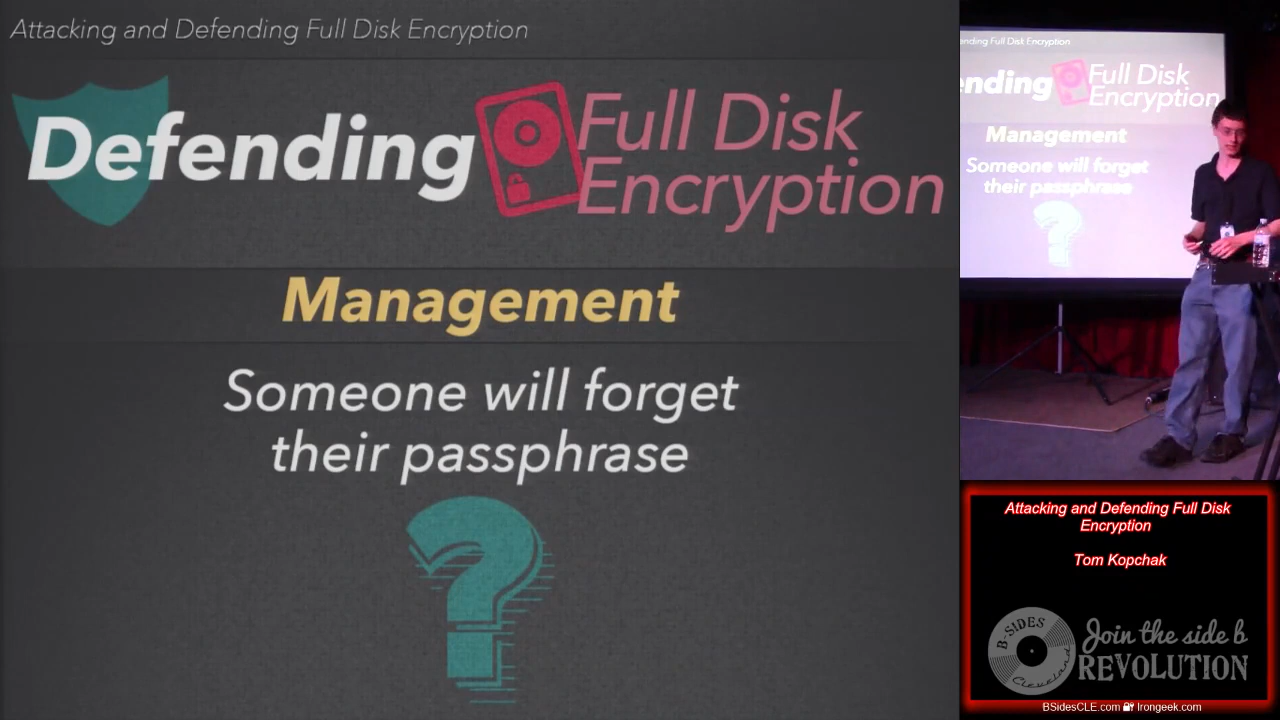 Attacking and Defending Full Disk Encryption
Defending
Full Disk
Encryption
Management
Someone will forget
their passphrase
?
ending Full Disk Encryption
nding
Full Disk
Encryption
Management
Someone will forget
their passphrase
?
Attacking and Defending Full Disk
Encryption
Tom Kopchak
B-SIDES
Cleveland
Join the side b
REVOLUTION
BSidesCLE.com Irongeek.com